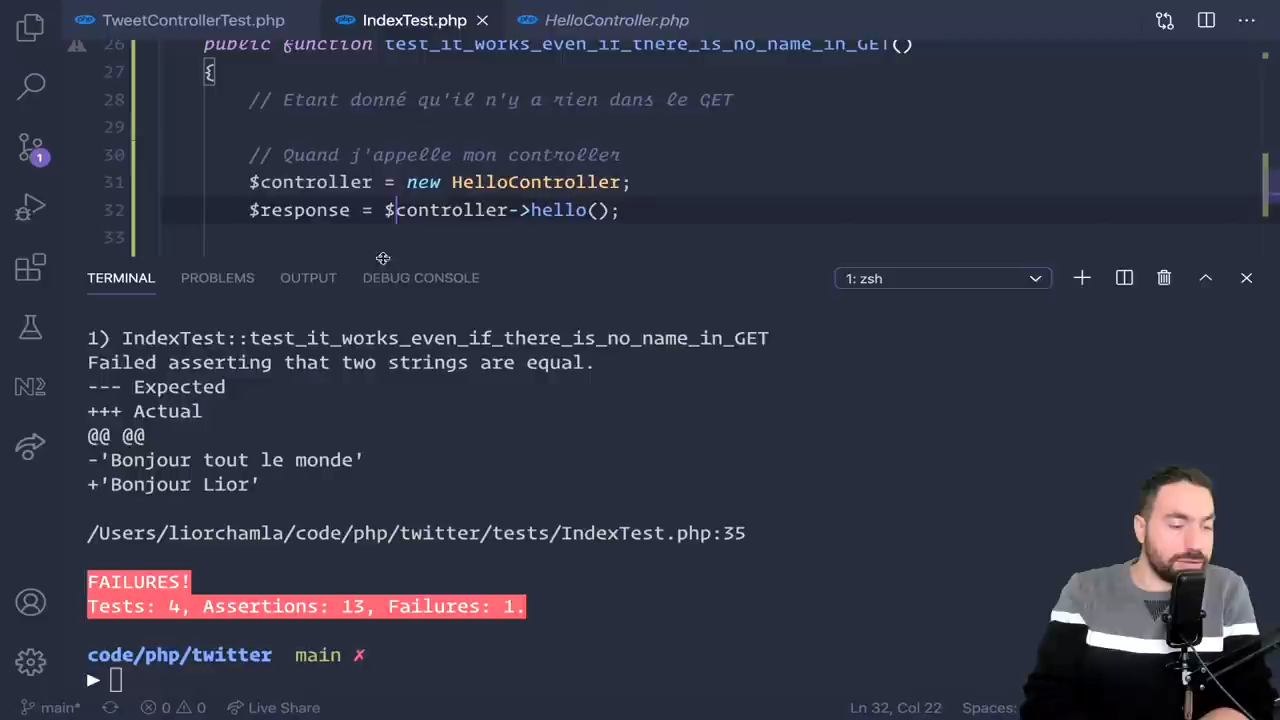 TweetControllerTest.php
IndexTest.php
HelloController.php
26 public function test_it_works_even_if_there_is_no_name_in_GET()
27 {
28 // Etant donné qu'il n'y a rien dans le GET
29
30 // Quand j'appelle mon controller
31 $controller = new HelloController;
32 $response = $controller->hello();
33
1
TERMINAL PROBLEMS OUTPUT DEBUG CONSOLE 1: zsh
1) IndexTest::test_it_works_even_if_there_is_no_name_in_GET
Failed asserting that two strings are equal.
--- Expected
+++ Actual
@@ @@
-'Bonjour tout le monde'
+'Bonjour Lior'
/Users/liorchamla/code/php/twitter/tests/IndexTest.php:35
FAILURES!
Tests: 4, Assertions: 13, Failures: 1.
code/php/twitter main ✗
main* 0 0 Live Share Ln 32, Col 22 Spaces: